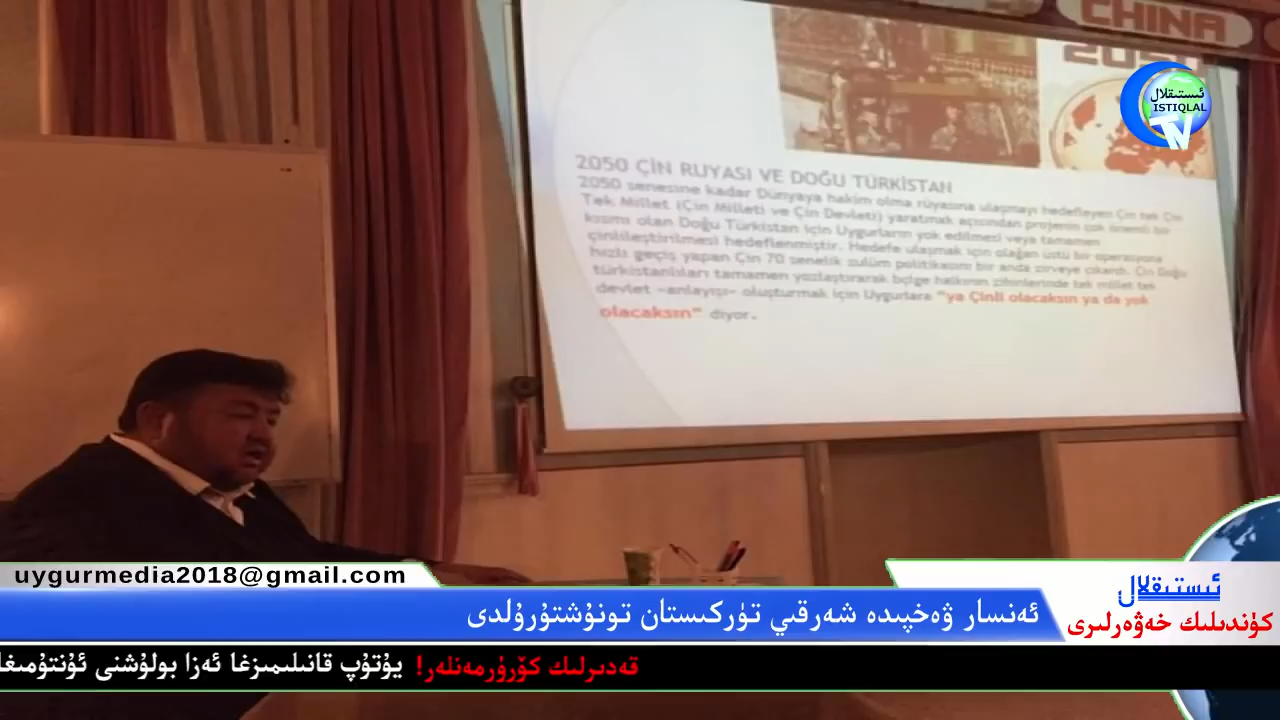 CHINA
2050
ئىستىقلال
ISTIQLAL
TV
2050 ÇİN RUYASI VE DOĞU TÜRKİSTAN
2050 senesine kadar Dünyaya hakim olma rüyasına ulaşmayı hedefleyen Çin tek Çin
Tek Millet (Çin Milleti ve Çin Devleti) yaratmak açısından projenin çok önemli bir
kısmı olan Doğu Türkistan için Uygurların yok edilmesi veya tamamen
çinlileştirilmesi hedeflenmiştir. Hedefe ulaşmak için olağan üstü bir operasyona
hızlı geçiş yapan Çin 70 senelik zulüm politikasını bir anda zirveye çıkardı. Çin Doğu
türkistanlıları tamamen yozlaştırarak bölge halkının zihinlerinde tek millet tek
devlet -anlayışı- oluşturmak için Uygurlara "ya Çinli olacaksın ya da yok
olacaksın" diyor.
uygurmedia2018@gmail.com
ئىستىقلال
كۈندىلىك خەۋەرلىرى
ئەنسار ۋەخپىدە شەرقىي تۈركىستان تونۇشتۇرۇلدى
قەدىرلىك كۆرۈرمەنلەر! يۇتۇپ قانىلىمىزغا ئەزا بولۇشنى ئۇنتۇمىغا